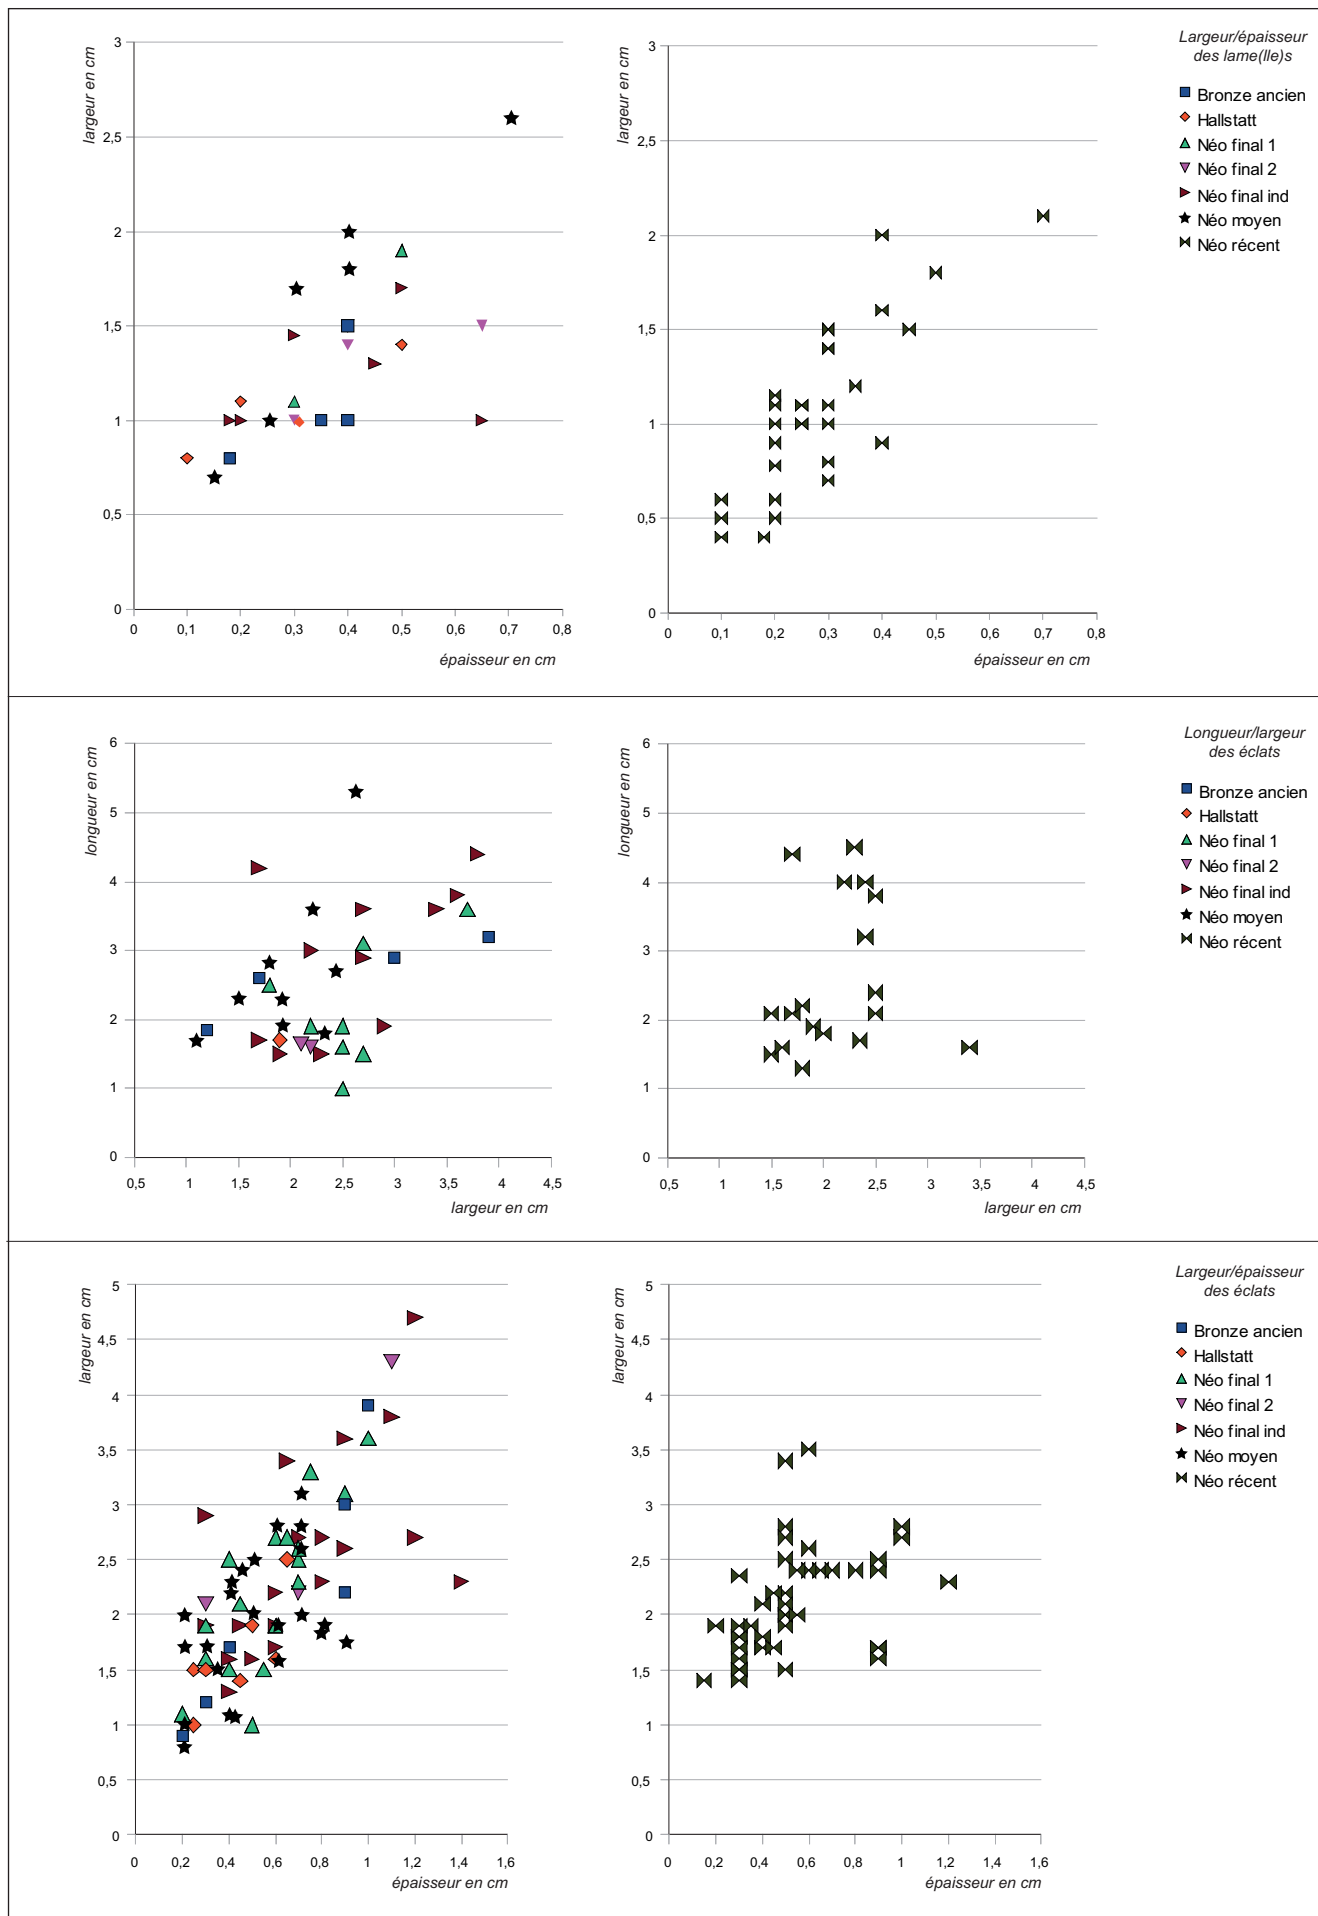 largeur en cm
3
2,5
2
1,5
1
0,5
0
0 0,1 0,2 0,3 0,4 0,5 0,6 0,7 0,8
épaisseur en cm
largeur en cm
3
2,5
2
1,5
1
0,5
0
0 0,1 0,2 0,3 0,4 0,5 0,6 0,7 0,8
épaisseur en cm
Largeur/épaisseur
des lame(lle)s
Bronze ancien
Hallstatt
Néo final 1
Néo final 2
Néo final ind
Néo moyen
Néo récent
longueur en cm
6
5
4
3
2
1
0
0,5 1 1,5 2 2,5 3 3,5 4 4,5
largeur en cm
longueur en cm
6
5
4
3
2
1
0
0,5 1 1,5 2 2,5 3 3,5 4 4,5
largeur en cm
Longueur/largeur
des éclats
Bronze ancien
Hallstatt
Néo final 1
Néo final 2
Néo final ind
Néo moyen
Néo récent
largeur en cm
5
4,5
4
3,5
3
2,5
2
1,5
1
0,5
0
0 0,2 0,4 0,6 0,8 1 1,2 1,4 1,6
épaisseur en cm
largeur en cm
5
4,5
4
3,5
3
2,5
2
1,5
1
0,5
0
0 0,2 0,4 0,6 0,8 1 1,2 1,4 1,6
épaisseur en cm
Largeur/épaisseur
des éclats
Bronze ancien
Hallstatt
Néo final 1
Néo final 2
Néo final ind
Néo moyen
Néo récent